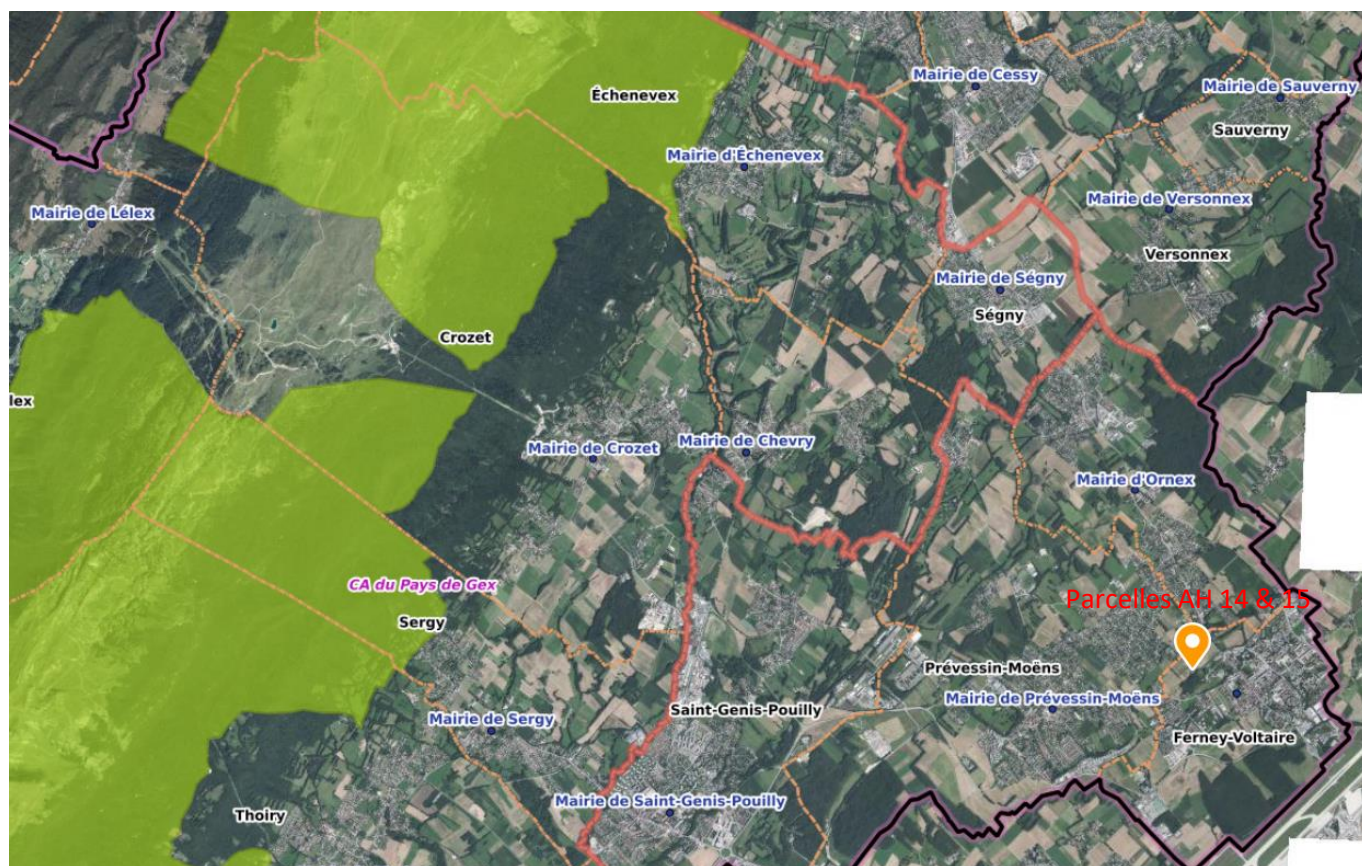 Mairie de Cessy
Mairie de Sauverny
Échenevex
Sauverny
Mairie d'Échenevex
Mairie de Lélex
Mairie de Versonnex
Versonnex
Mairie de Ségny
Ségny
Crozet
lex
Mairie de Crozet
Mairie de Chevry
Mairie d'Ornex
CA du Pays de Gex
Parcelles AH 14 & 15
Sergy
Prévessin-Moëns
Mairie de Prévessin-Moëns
Saint-Genis-Pouilly
Mairie de Sergy
Ferney-Voltaire
Mairie de Saint-Genis-Pouilly
Thoiry